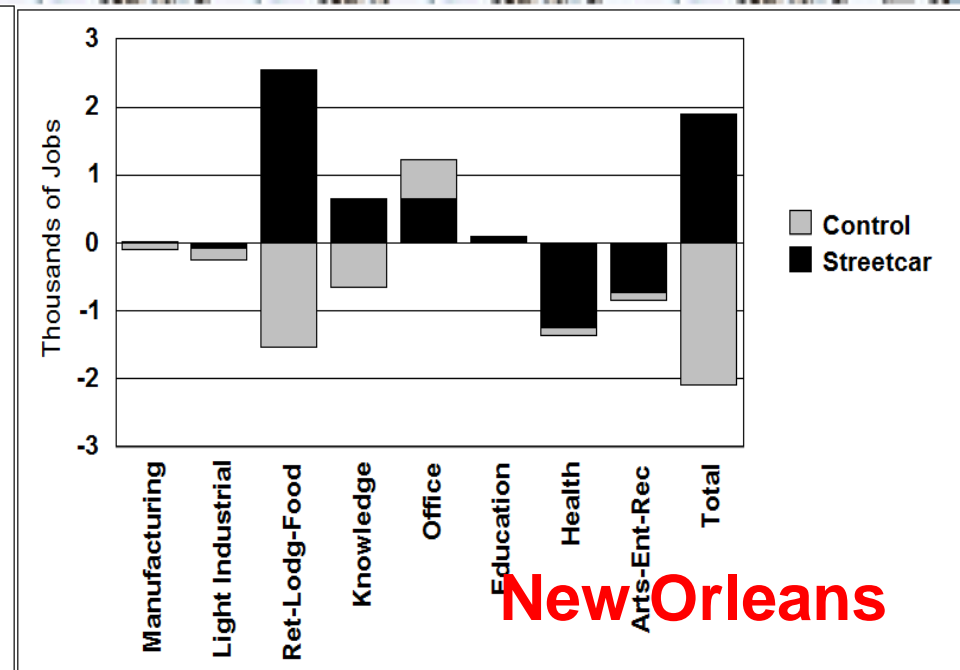 Thousands of Jobs
3
2
1
0
-1
-2
-3
Manufacturing
Light Industrial
Ret-Lodg-Food
Knowledge
Office
Education
Health
Arts-Ent-Rec
Total
Control
Streetcar
New Orleans